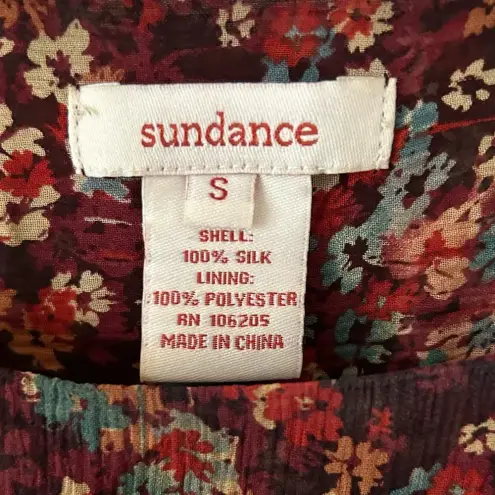 sundance
S
SHELL:
100% SILK
LINING:
100% POLYESTER
RN 106205
MADE IN CHINA